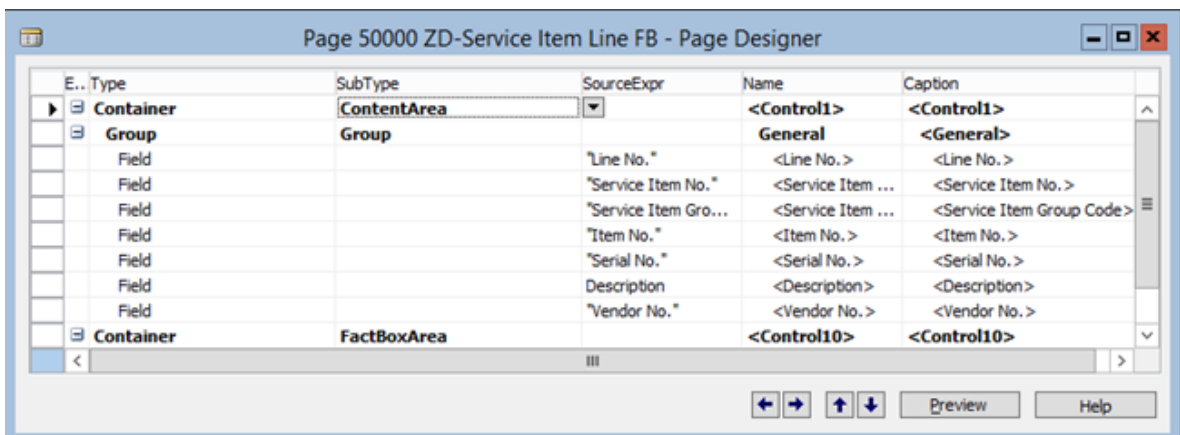 Page 50000 ZD-Service Item Line FB - Page Designer
E.. Type SubType SourceExpr Name Caption
Container ContentArea <Control1> <Control1>
Group Group General <General>
Field "Line No." <Line No.> <Line No.>
Field "Service Item No." <Service Item ... <Service Item No.>
Field "Service Item Gro... <Service Item ... <Service Item Group Code>
Field "Item No." <Item No.> <Item No.>
Field "Serial No." <Serial No.> <Serial No.>
Field Description <Description> <Description>
Field "Vendor No." <Vendor No.> <Vendor No.>
Container FactBoxArea <Control10> <Control10>
Preview Help